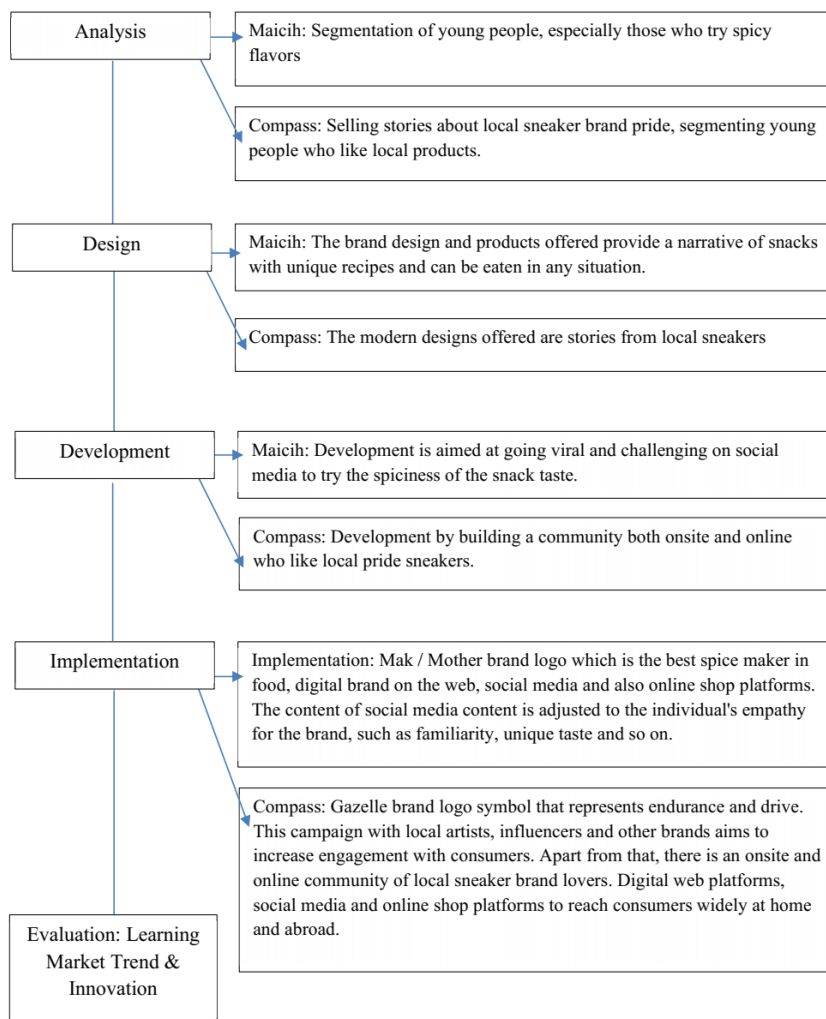 Analysis
Maicih: Segmentation of young people, especially those who try spicy
flavors
Compass: Selling stories about local sneaker brand pride, segmenting young
people who like local products.
Design
Maicih: The brand design and products offered provide a narrative of snacks
with unique recipes and can be eaten in any situation.
Compass: The modern designs offered are stories from local sneakers
Development
Maicih: Development is aimed at going viral and challenging on social
media to try the spiciness of the snack taste.
Compass: Development by building a community both onsite and online
who like local pride sneakers.
Implementation
Implementation: Mak / Mother brand logo which is the best spice maker in
food, digital brand on the web, social media and also online shop platforms.
The content of social media content is adjusted to the individual's empathy
for the brand, such as familiarity, unique taste and so on.
Compass: Gazelle brand logo symbol that represents endurance and drive.
This campaign with local artists, influencers and other brands aims to
increase engagement with consumers. Apart from that, there is an onsite and
online community of local sneaker brand lovers. Digital web platforms,
social media and online shop platforms to reach consumers widely at home
and abroad.
Evaluation: Learning
Market Trend &
Innovation